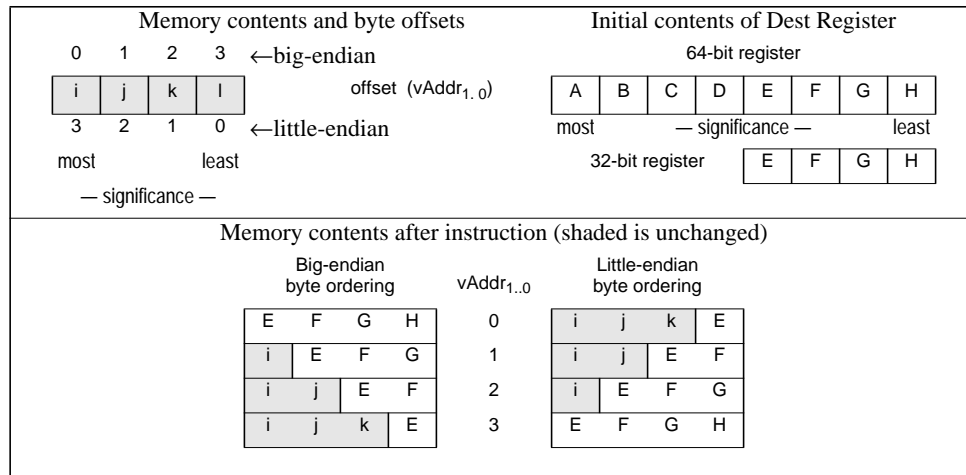 Memory contents and byte offsets
0 1 2 3 ←big-endian
i j k l
offset (vAddr1. 0)
3 2 1 0 ←little-endian
most least
— significance —
Initial contents of Dest Register
64-bit register
A B C D E F G H
most — significance — least
32-bit register E F G H
Memory contents after instruction (shaded is unchanged)
Big-endian
byte ordering
vAddr1..0
Little-endian
byte ordering
E F G H 0 i j k E
i E F G 1 i j E F
i j E F 2 i E F G
i j k E 3 E F G H